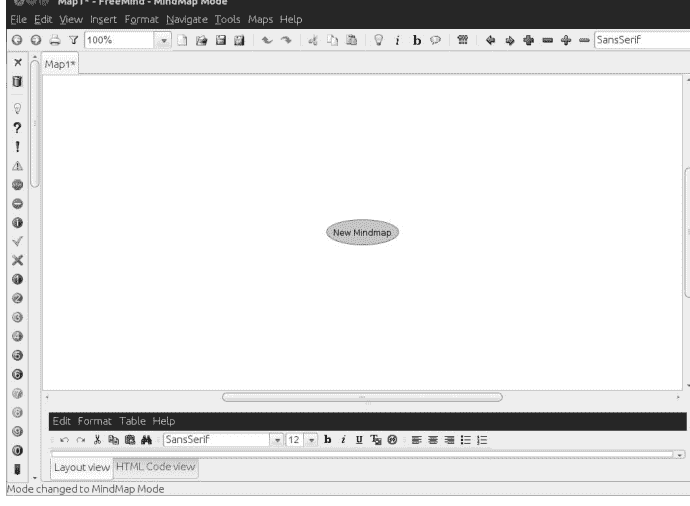 Map1* - FreeMind - MindMap Mode
File Edit View Insert Format Navigate Tools Maps Help
100%
i b
SansSerif
Map1*
New Mindmap
Edit Format Table Help
SansSerif 12 b i u
Layout view HTML Code view
Mode changed to MindMap Mode